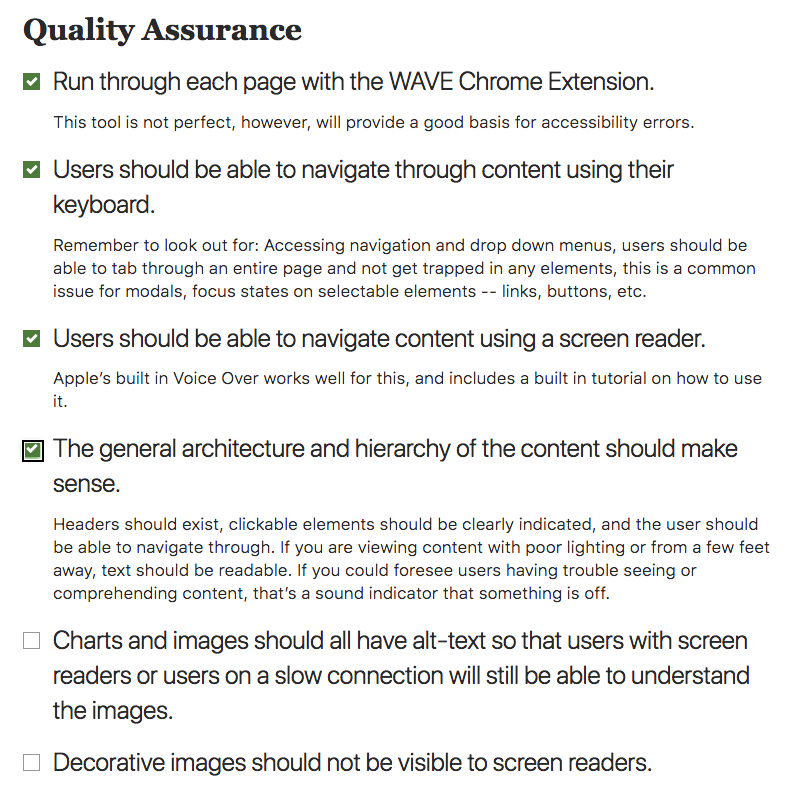 Quality Assurance
Run through each page with the WAVE Chrome Extension.
This tool is not perfect, however, will provide a good basis for accessibility errors.
Users should be able to navigate through content using their
keyboard.
Remember to look out for: Accessing navigation and drop down menus, users should be
able to tab through an entire page and not get trapped in any elements, this is a common
issue for modals, focus states on selectable elements -- links, buttons, etc.
Users should be able to navigate content using a screen reader.
Apple’s built in Voice Over works well for this, and includes a built in tutorial on how to use
it.
The general architecture and hierarchy of the content should make
sense.
Headers should exist, clickable elements should be clearly indicated, and the user should
be able to navigate through. If you are viewing content with poor lighting or from a few feet
away, text should be readable. If you could foresee users having trouble seeing or
comprehending content, that’s a sound indicator that something is off.
Charts and images should all have alt-text so that users with screen
readers or users on a slow connection will still be able to understand
the images.
Decorative images should not be visible to screen readers.